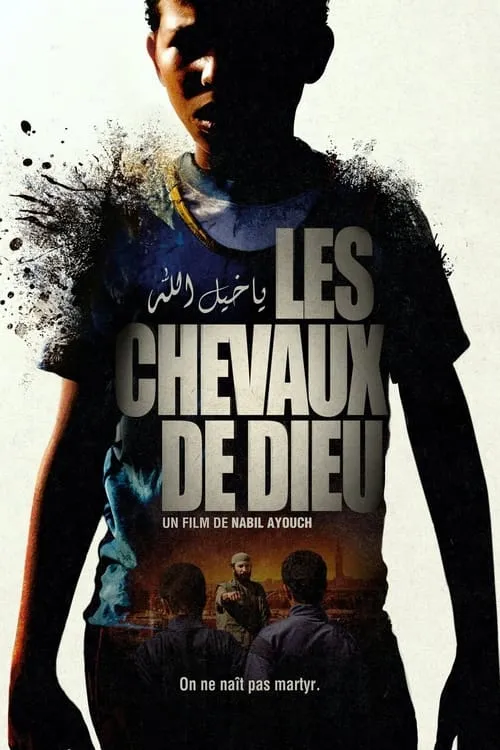 LES
يا خيل الله
CHEVAUX
DE DIEU
UN FILM DE NABIL AYOUCH
On ne naît pas martyr.